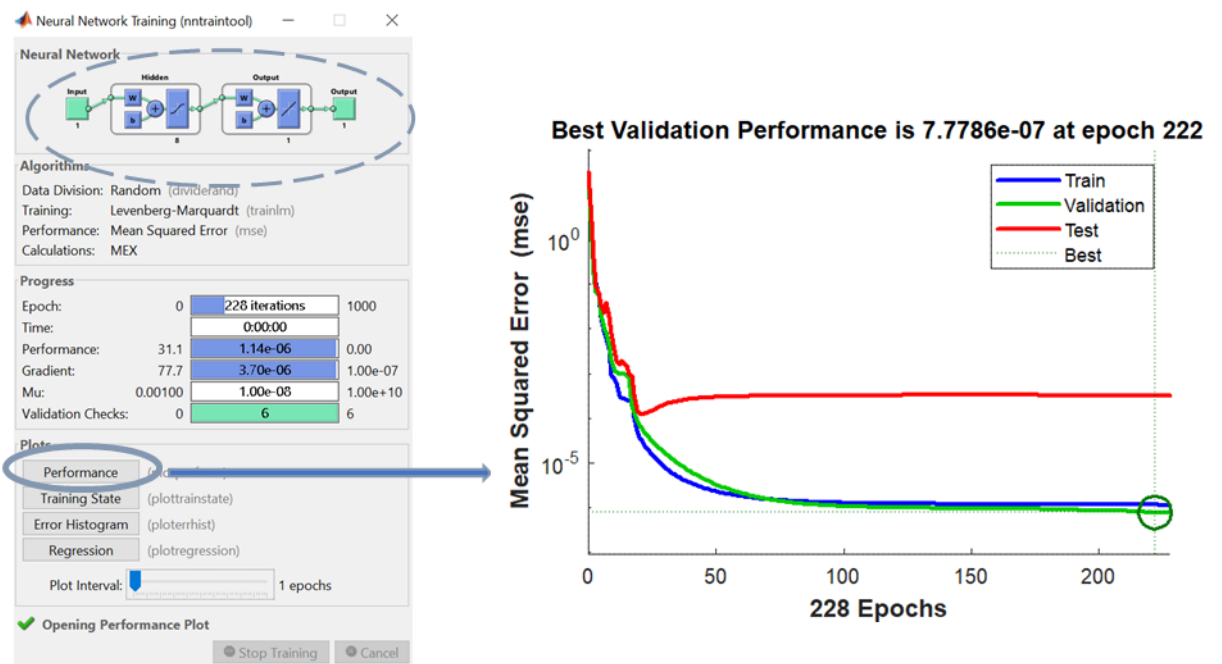 Neural Network Training (nntraintool)
Neural Network
Hidden
Output
Input
Output
W
b
W
b
1
8
1
1
Algorithms
Data Division: Random (dividerand)
Training: Levenberg-Marquardt (trainlm)
Performance: Mean Squared Error (mse)
Calculations: MEX
Progress
Epoch: 0 228 iterations 1000
Time: 0:00:00
Performance: 31.1 1.14e-06 0.00
Gradient: 77.7 3.70e-06 1.00e-07
Mu: 0.00100 1.00e-08 1.00e+10
Validation Checks: 0 6 6
Plots
Performance
Training State (plottrainstate)
Error Histogram (ploterrhist)
Regression (plotregression)
Plot Interval: 1 epochs
Opening Performance Plot
Stop Training Cancel
Best Validation Performance is 7.7786e-07 at epoch 222
Train
Validation
Test
Best
Mean Squared Error (mse)
10^0
10^-5
0 50 100 150 200
228 Epochs